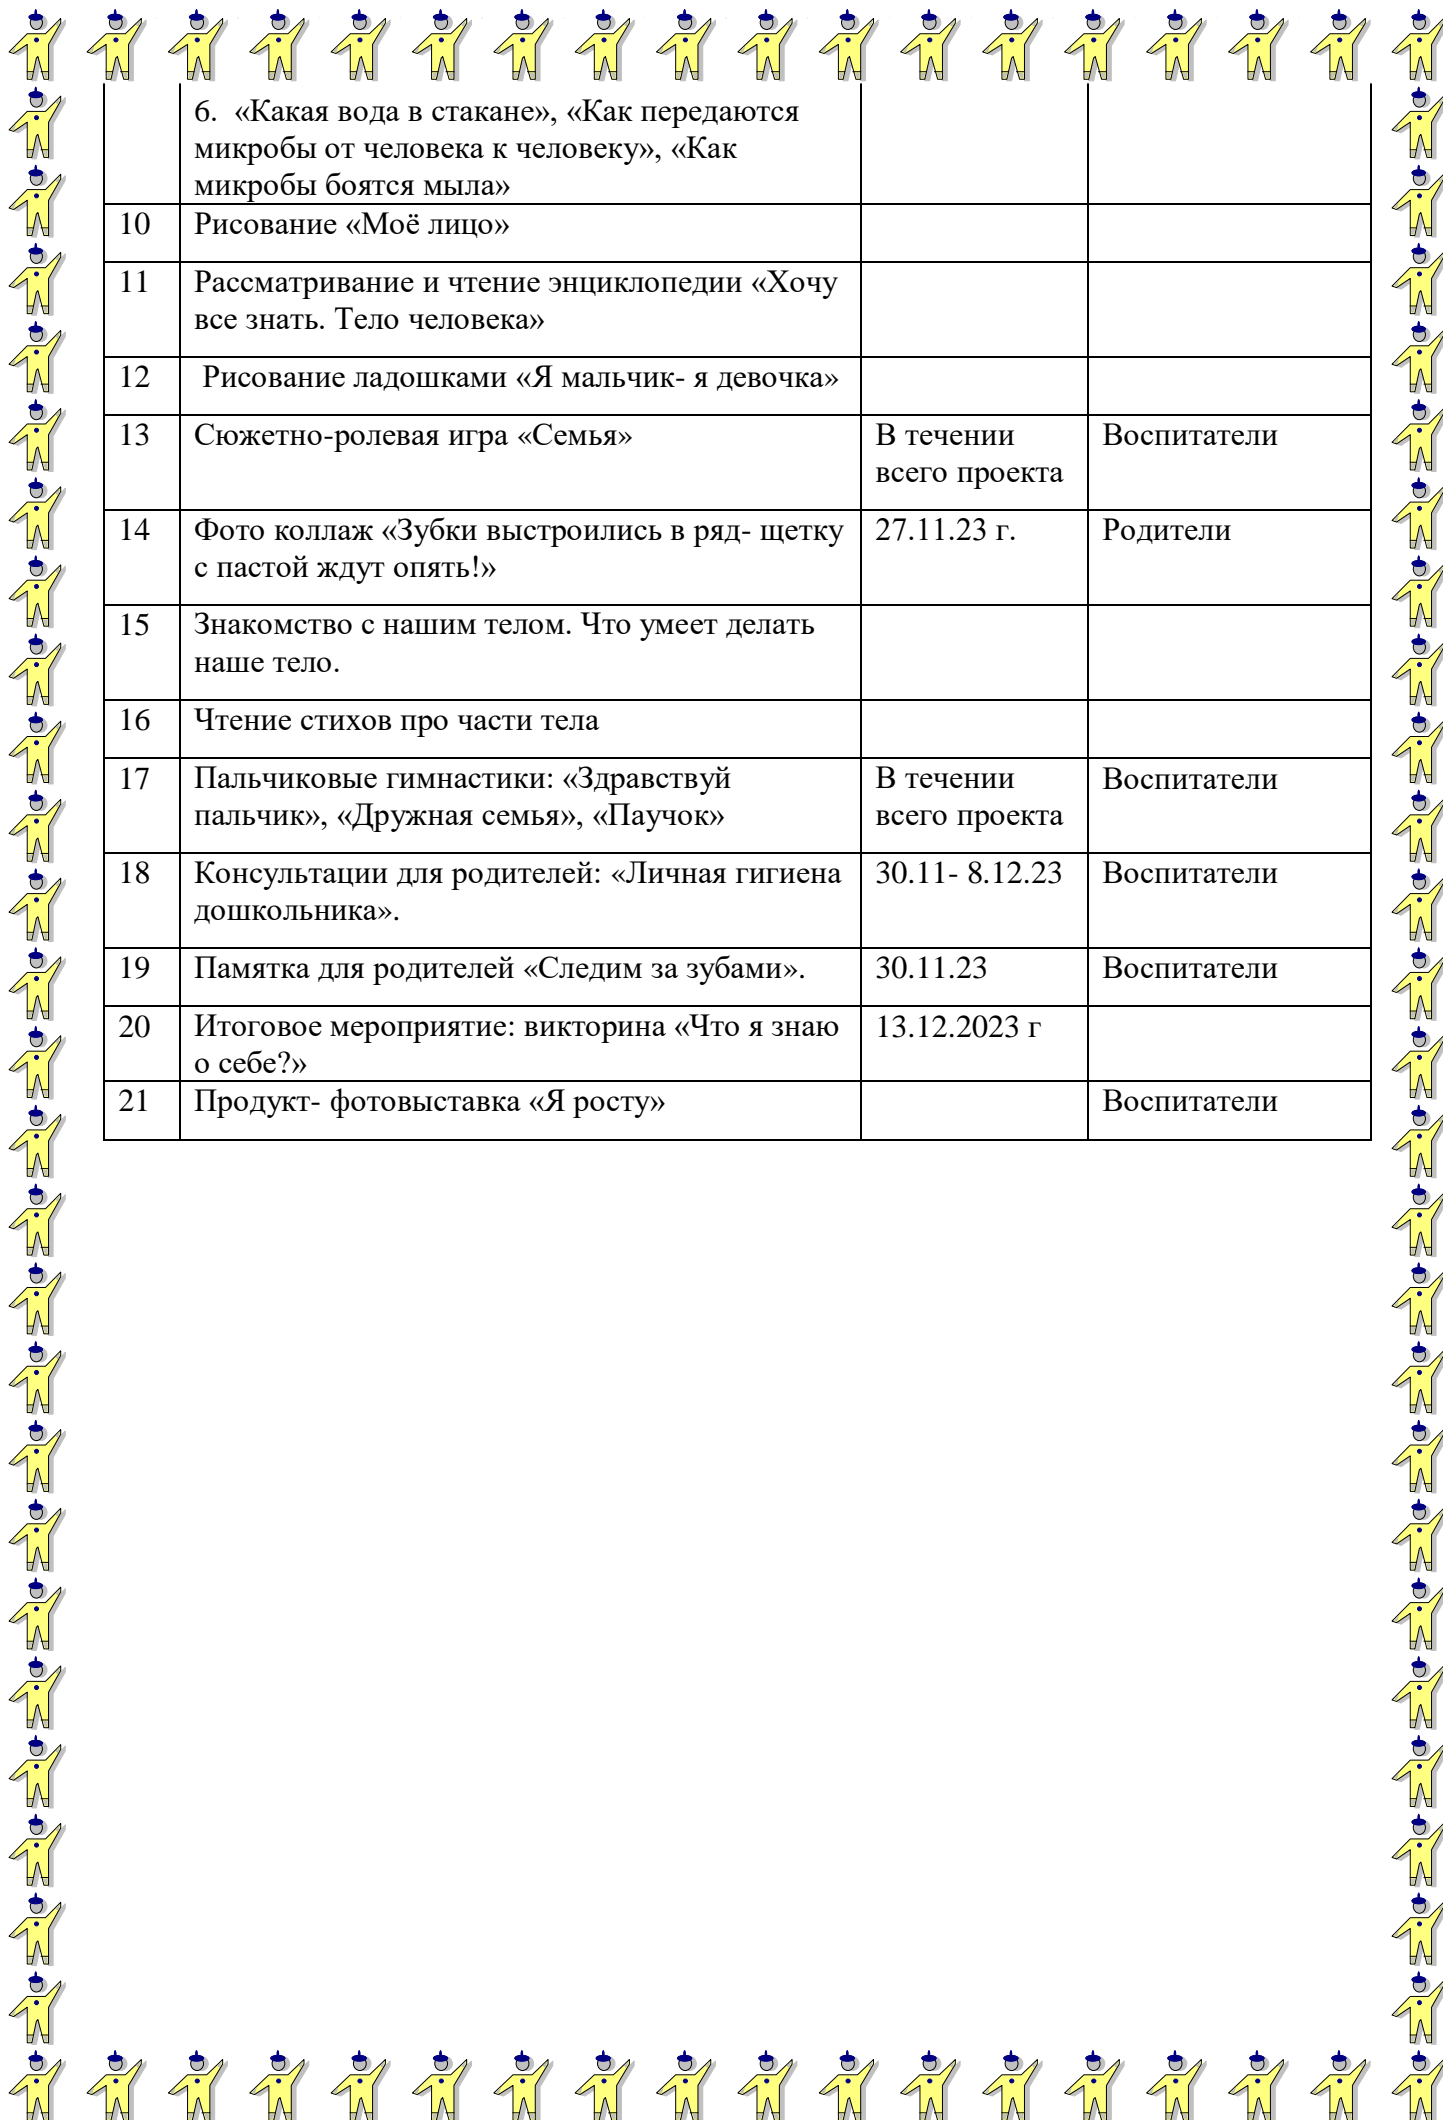 6.  «Какая вода в стакане», «Как передаются
микробы от человека к человеку», «Как
микробы боятся мыла»
10 Рисование «Моё лицо»
11 Рассматривание и чтение энциклопедии «Хочу
все знать. Тело человека»
12 Рисование ладошками «Я мальчик- я девочка»
13 Сюжетно-ролевая игра «Семья» В течении Воспитатели
всего проекта
14 Фото коллаж «Зубки выстроились в ряд- щетку 27.11.23 г. Родители
с пастой ждут опять!»
15 Знакомство с нашим телом. Что умеет делать
наше тело.
16 Чтение стихов про части тела
17 Пальчиковые гимнастики: «Здравствуй В течении Воспитатели
пальчик», «Дружная семья», «Паучок» всего проекта
18 Консультации для родителей: «Личная гигиена 30.11- 8.12.23 Воспитатели
дошкольника».
19 Памятка для родителей «Следим за зубами». 30.11.23 Воспитатели
20 Итоговое мероприятие: викторина «Что я знаю 13.12.2023 г
о себе?»
21 Продукт- фотовыставка «Я росту» Воспитатели